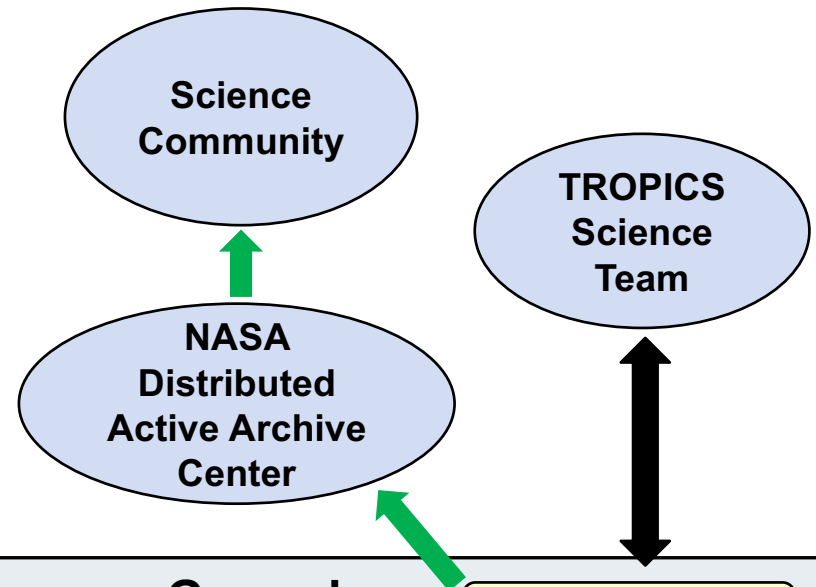 Science
Community
TROPICS
Science
Team
NASA
Distributed
Active Archive
Center